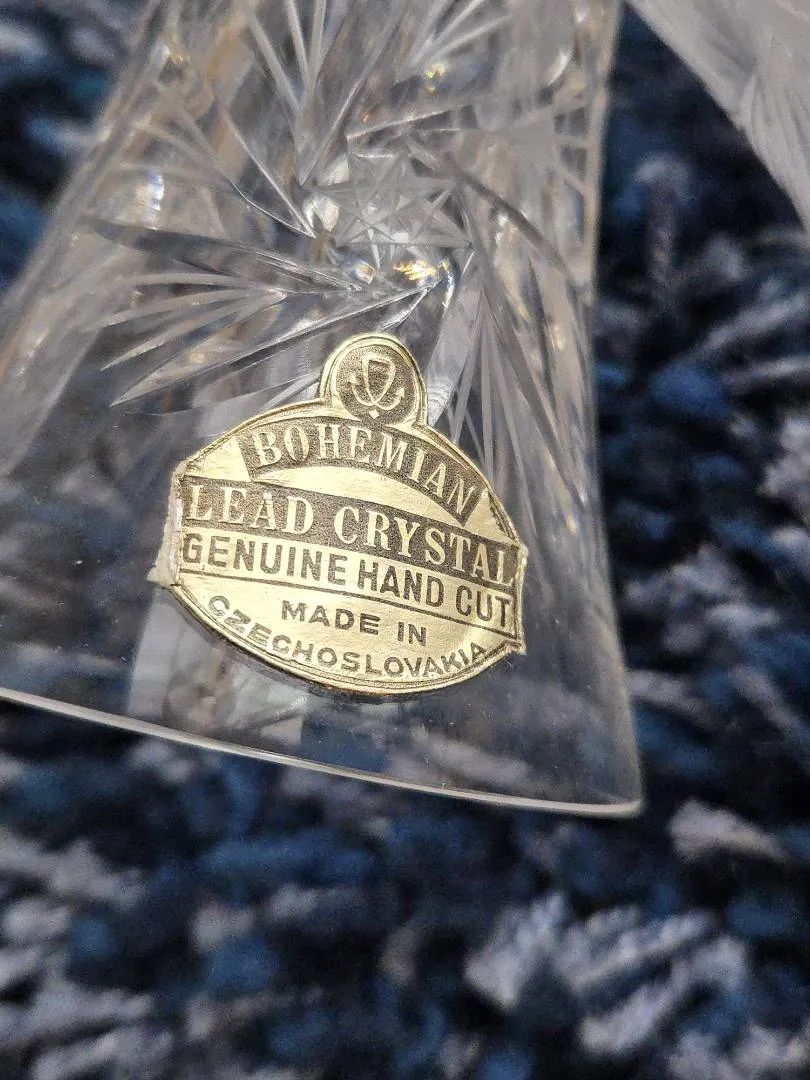 BOHEMIAN
LEAD CRYSTAL
GENUINE HAND CUT
MADE IN
CZECHOSLOVAKIA